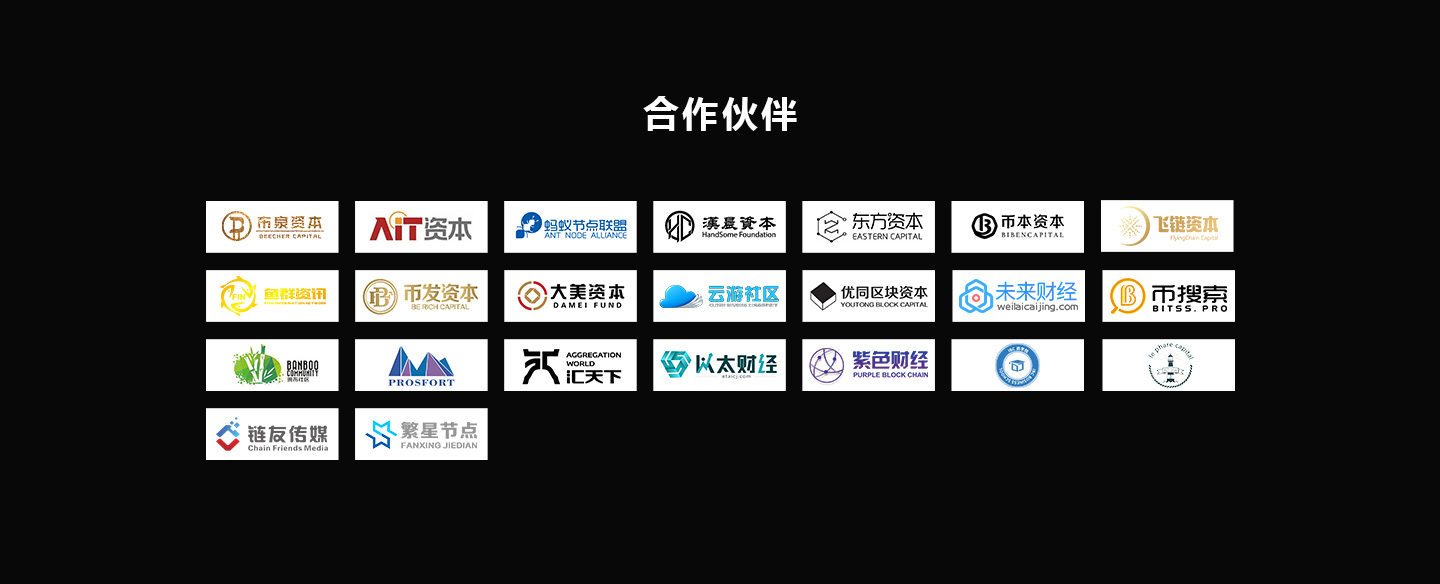 合作伙伴
币泉资本
BEECHER CAPITAL
AIT资本
蚂蚁节点联盟
ANT NODE ALLIANCE
漢晟資本
HandSome Foundation
东方资本
EASTERN CAPITAL
币本资本
BIBENCAPITAL
飞链资本
FlyingChain Capital
FIN
鱼群资讯
币发资本
BE RICH CAPITAL
大美资本
DAMEI FUND
云游社区
优同区块资本
YOUTONG BLOCK CAPITAL
未来财经
weilaicaijing.com
币搜索
BITSS.PRO
BAMBOO
COMMUNITY
PROSFORT
AGGREGATION
WORLD
汇天下
以太财经
etaicj.com
紫色财经
PURPLE BLOCK CHAIN
le phare capital
链友传媒
Chain Friends Media
繁星节点
FANXING JIEDIAN